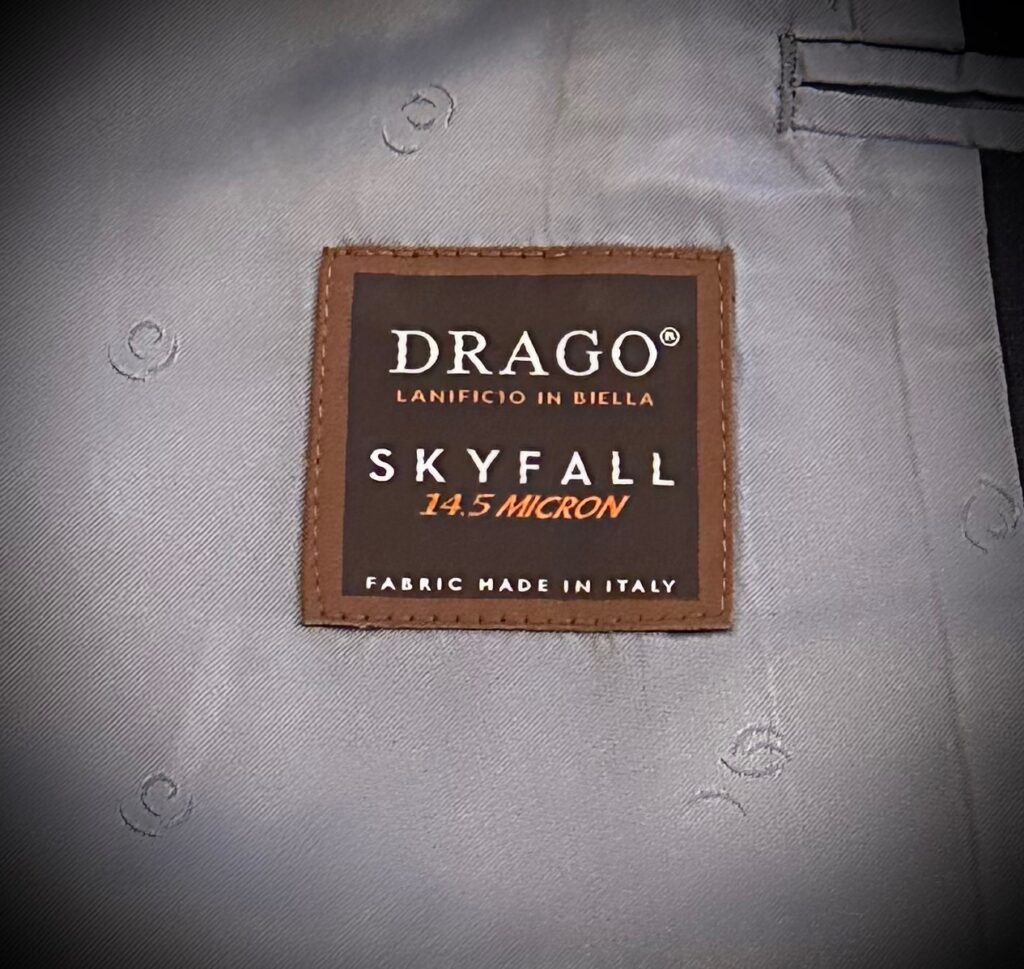 DRAGO®
LANIFICIO IN BIELLA
SKYFALL
14.5 MICRON
FABRIC MADE IN ITALY